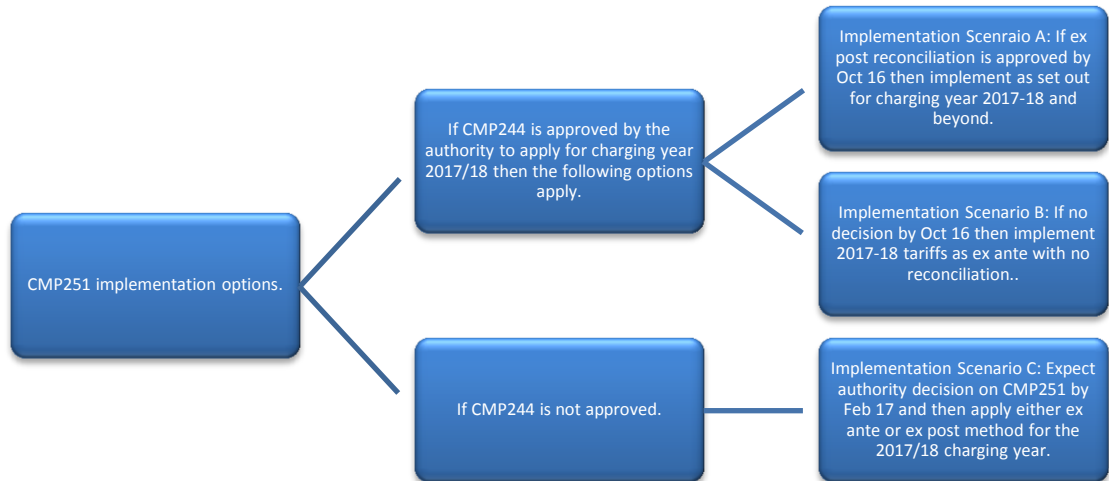 CMP251 implementation options.
If CMP244 is approved by the
authority to apply for charging year
2017/18 then the following options
apply.
Implementation Scenraio A: If ex
post reconciliation is approved by
Oct 16 then implement as set out
for charging year 2017-18 and
beyond.
Implementation Scenario B: If no
decision by Oct 16 then implement
2017-18 tariffs as ex ante with no
reconciliation..
If CMP244 is not approved.
Implementation Scenario C: Expect
authority decision on CMP251 by
Feb 17 and then apply either ex
ante or ex post method for the
2017/18 charging year.